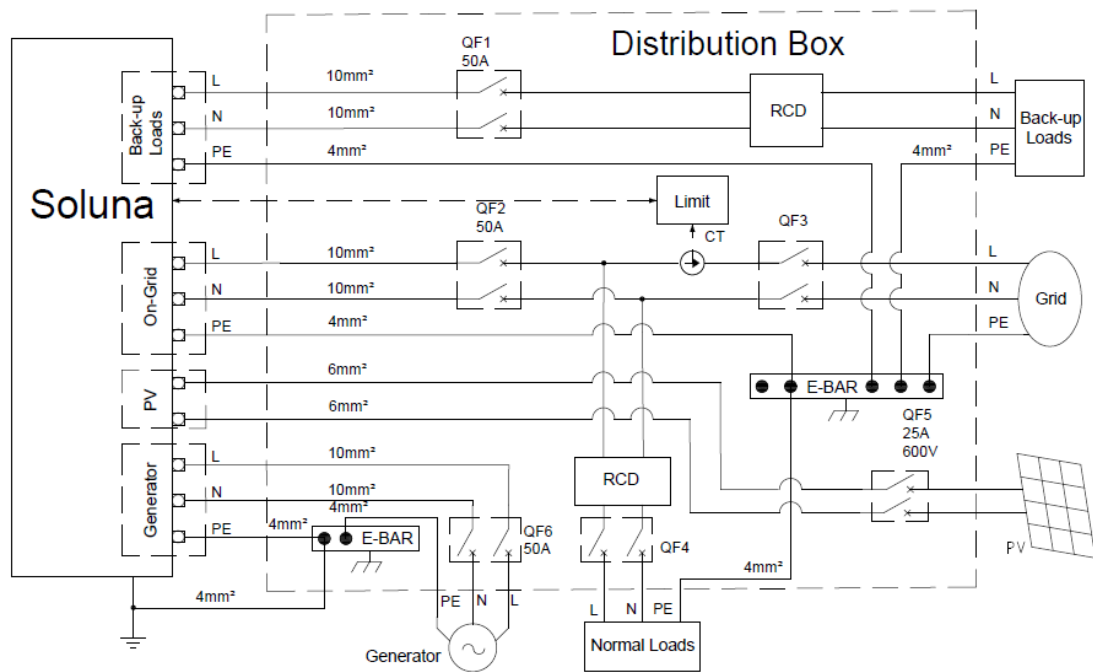 Distribution Box
QF1
50A
L
10mm²
N
10mm²
PE
4mm²
Back-up
Loads
RCD
L
N
4mm²
PE
Back-up
Loads
Soluna
Limit
CT
QF2
50A
QF3
L
10mm²
N
10mm²
PE
4mm²
On-Grid
L
N
PE
Grid
PV
6mm²
6mm²
E-BAR
QF5
25A
600V
PV
Generator
L
10mm²
N
10mm²
4mm²
PE
4mm²
E-BAR
QF6
50A
RCD
QF4
4mm²
4mm²
PE
N
L
Generator
L
N
PE
Normal Loads